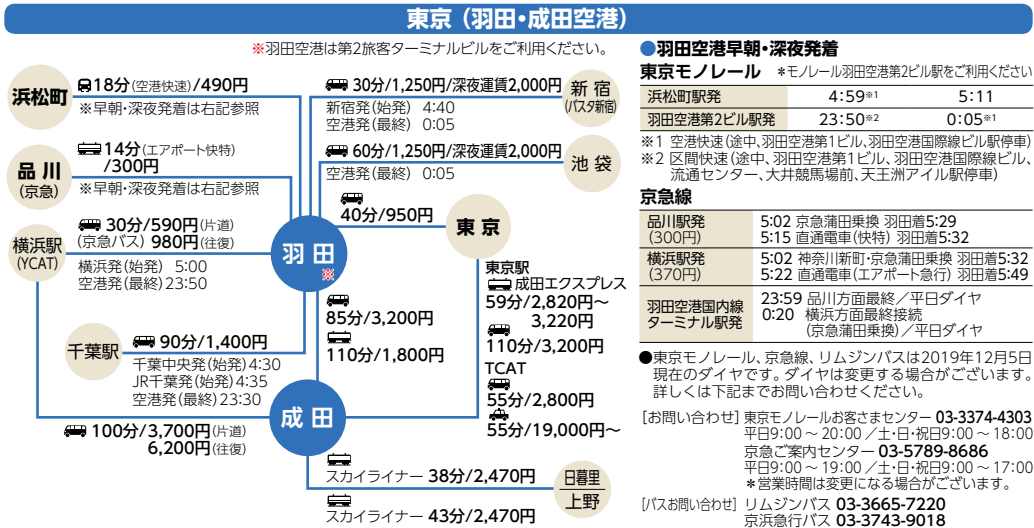 東京（羽田・成田空港）
※羽田空港は第2旅客ターミナルビルをご利用ください。
浜松町
18分(空港快速)/490円
※早朝・深夜発着は右記参照
30分/1,250円/深夜運賃2,000円
新宿発(始発) 4:40
空港発(最終) 0:05
新宿
(バスタ新宿)
品川
(京急)
14分(エアポート快特)
/300円
※早朝・深夜発着は右記参照
60分/1,250円/深夜運賃2,000円
空港発(最終) 0:05
池袋
40分/950円
東京
横浜駅
(YCAT)
30分/590円(片道)
(京急バス) 980円(往復)
横浜発(始発) 5:00
空港発(最終)23:50
羽田
※
85分/3,200円
110分/1,800円
東京駅
成田エクスプレス
59分/2,820円〜
3,220円
110分/3,200円
TCAT
55分/2,800円
55分/19,000円〜
千葉駅
90分/1,400円
千葉中央発(始発)4:30
JR千葉発(始発)4:35
空港発(最終)23:30
成田
100分/3,700円(片道)
6,200円(往復)
スカイライナー 38分/2,470円
スカイライナー 43分/2,470円
日暮里
上野
●羽田空港早朝・深夜発着
東京モノレール ＊モノレール羽田空港第2ビル駅をご利用ください
浜松町駅発 4:59※1 5:11
羽田空港第2ビル駅発 23:50※2 0:05※1
※1 空港快速(途中、羽田空港第1ビル、羽田空港国際線ビル駅停車)
※2 区間快速(途中、羽田空港第1ビル、羽田空港国際線ビル、
流通センター、大井競馬場前、天王洲アイル駅停車)
京急線
品川駅発 5:02 京急蒲田乗換 羽田着5:29
(300円) 5:15 直通電車(快特) 羽田着5:32
横浜駅発 5:02 神奈川新町・京急蒲田乗換 羽田着5:32
(370円) 5:22 直通電車(エアポート急行) 羽田着5:49
羽田空港国内線
ターミナル駅発
23:59 品川方面最終／平日ダイヤ
0:20 横浜方面最終接続
(京急蒲田乗換)／平日ダイヤ
●東京モノレール、京急線、リムジンバスは2019年12月5日
現在のダイヤです。ダイヤは変更する場合がございます。
詳しくは下記までお問い合わせください。
[お問い合わせ] 東京モノレールお客さまセンター 03-3374-4303
平日9:00 〜 20:00 ／土・日・祝日9:00 〜 18:00
京急ご案内センター 03-5789-8686
平日9:00 〜 19:00 ／土・日・祝日9:00 〜 17:00
＊営業時間は変更になる場合がございます。
[バスお問い合わせ] リムジンバス 03-3665-7220
京浜急行バス 03-3743-9018